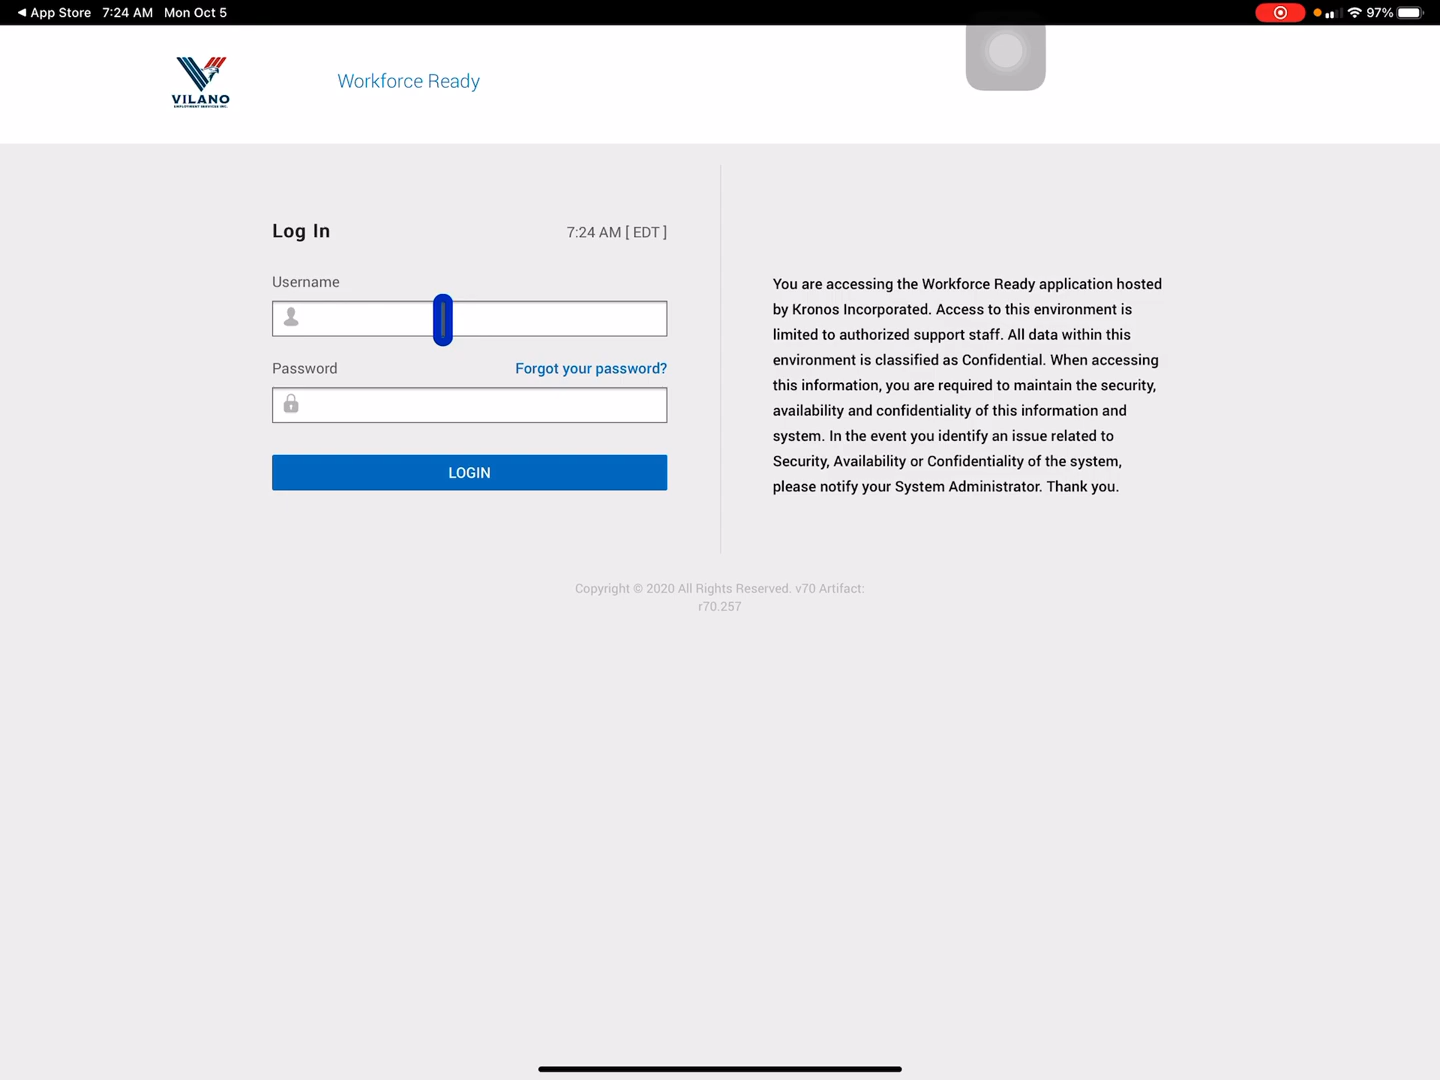 App Store 7:24 AM Mon Oct 5 97%
VILANO
EMPLOYMENT SERVICES INC.
Workforce Ready
Log In 7:24 AM [ EDT ]
Username
Password Forgot your password?
LOGIN
You are accessing the Workforce Ready application hosted
by Kronos Incorporated. Access to this environment is
limited to authorized support staff. All data within this
environment is classified as Confidential. When accessing
this information, you are required to maintain the security,
availability and confidentiality of this information and
system. In the event you identify an issue related to
Security, Availability or Confidentiality of the system,
please notify your System Administrator. Thank you.
Copyright © 2020 All Rights Reserved. v70 Artifact:
r70.257